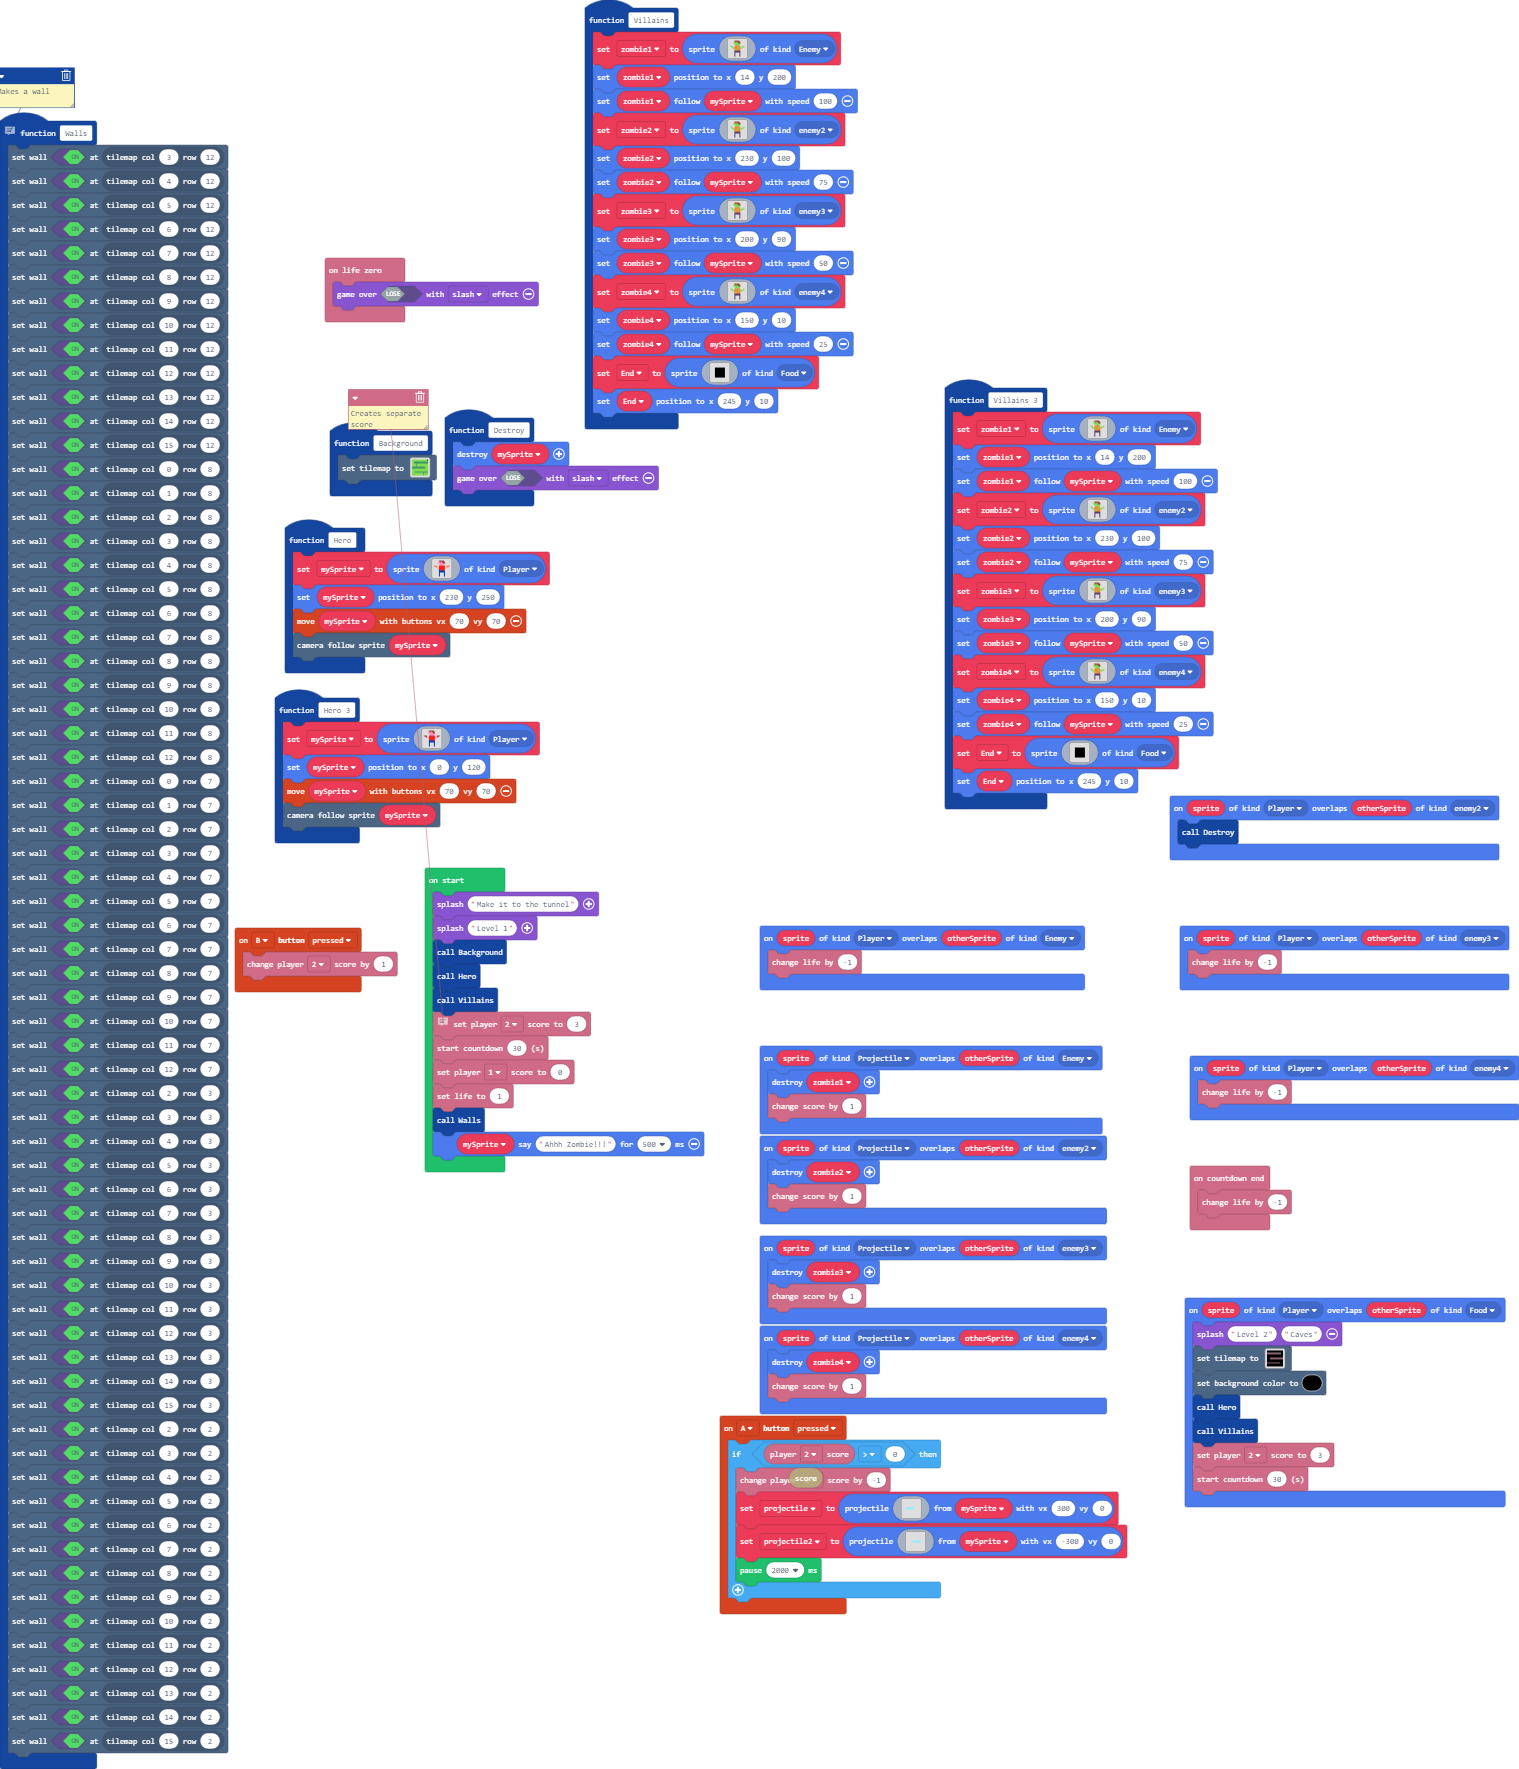 Makes a wall
function Walls
set wall ON at tilemap col 3 row 12
set wall ON at tilemap col 4 row 12
set wall ON at tilemap col 5 row 12
set wall ON at tilemap col 6 row 12
set wall ON at tilemap col 7 row 12
set wall ON at tilemap col 8 row 12
set wall ON at tilemap col 9 row 12
set wall ON at tilemap col 10 row 12
set wall ON at tilemap col 11 row 12
set wall ON at tilemap col 12 row 12
set wall ON at tilemap col 13 row 12
set wall ON at tilemap col 14 row 12
set wall ON at tilemap col 15 row 12
set wall ON at tilemap col 0 row 8
set wall ON at tilemap col 1 row 8
set wall ON at tilemap col 2 row 8
set wall ON at tilemap col 3 row 8
set wall ON at tilemap col 4 row 8
set wall ON at tilemap col 5 row 8
set wall ON at tilemap col 6 row 8
set wall ON at tilemap col 7 row 8
set wall ON at tilemap col 8 row 8
set wall ON at tilemap col 9 row 8
set wall ON at tilemap col 10 row 8
set wall ON at tilemap col 11 row 8
set wall ON at tilemap col 12 row 8
set wall ON at tilemap col 0 row 7
set wall ON at tilemap col 1 row 7
set wall ON at tilemap col 2 row 7
set wall ON at tilemap col 3 row 7
set wall ON at tilemap col 4 row 7
set wall ON at tilemap col 5 row 7
set wall ON at tilemap col 6 row 7
set wall ON at tilemap col 7 row 7
set wall ON at tilemap col 8 row 7
set wall ON at tilemap col 9 row 7
set wall ON at tilemap col 10 row 7
set wall ON at tilemap col 11 row 7
set wall ON at tilemap col 12 row 7
set wall ON at tilemap col 2 row 3
set wall ON at tilemap col 3 row 3
set wall ON at tilemap col 4 row 3
set wall ON at tilemap col 5 row 3
set wall ON at tilemap col 6 row 3
set wall ON at tilemap col 7 row 3
set wall ON at tilemap col 8 row 3
set wall ON at tilemap col 9 row 3
set wall ON at tilemap col 10 row 3
set wall ON at tilemap col 11 row 3
set wall ON at tilemap col 12 row 3
set wall ON at tilemap col 13 row 3
set wall ON at tilemap col 14 row 3
set wall ON at tilemap col 15 row 3
set wall ON at tilemap col 2 row 2
set wall ON at tilemap col 3 row 2
set wall ON at tilemap col 4 row 2
set wall ON at tilemap col 5 row 2
set wall ON at tilemap col 6 row 2
set wall ON at tilemap col 7 row 2
set wall ON at tilemap col 8 row 2
set wall ON at tilemap col 9 row 2
set wall ON at tilemap col 10 row 2
set wall ON at tilemap col 11 row 2
set wall ON at tilemap col 12 row 2
set wall ON at tilemap col 13 row 2
set wall ON at tilemap col 14 row 2
set wall ON at tilemap col 15 row 2
on life zero
game over LOSE with slash effect
Creates separate
score
function Background
set tilemap to
function Destroy
destroy mySprite
game over LOSE with slash effect
function Hero
set mySprite to sprite of kind Player
set mySprite position to x 230 y 250
move mySprite with buttons vx 70 vy 70
camera follow sprite mySprite
function Hero 3
set mySprite to sprite of kind Player
set mySprite position to x 0 y 120
move mySprite with buttons vx 70 vy 70
camera follow sprite mySprite
on B button pressed
change player 2 score by 1
on start
splash "Make it to the tunnel"
splash "Level 1"
call Background
call Hero
call Villains
set player 2 score to 3
start countdown 30 (s)
set player 1 score to 0
set life to 1
call Walls
mySprite say "Ahhh Zombie!!!" for 500 ms
function Villains
set zombie1 to sprite of kind Enemy
set zombie1 position to x 14 y 200
set zombie1 follow mySprite with speed 100
set zombie2 to sprite of kind enemy2
set zombie2 position to x 230 y 100
set zombie2 follow mySprite with speed 75
set zombie3 to sprite of kind enemy3
set zombie3 position to x 200 y 90
set zombie3 follow mySprite with speed 50
set zombie4 to sprite of kind enemy4
set zombie4 position to x 150 y 10
set zombie4 follow mySprite with speed 25
set End to sprite of kind Food
set End position to x 245 y 10
function Villains 3
set zombie1 to sprite of kind Enemy
set zombie1 position to x 14 y 200
set zombie1 follow mySprite with speed 100
set zombie2 to sprite of kind enemy2
set zombie2 position to x 230 y 100
set zombie2 follow mySprite with speed 75
set zombie3 to sprite of kind enemy3
set zombie3 position to x 200 y 90
set zombie3 follow mySprite with speed 50
set zombie4 to sprite of kind enemy4
set zombie4 position to x 150 y 10
set zombie4 follow mySprite with speed 25
set End to sprite of kind Food
set End position to x 245 y 10
on sprite of kind Player overlaps otherSprite of kind enemy2
call Destroy
on sprite of kind Player overlaps otherSprite of kind Enemy
change life by -1
on sprite of kind Player overlaps otherSprite of kind enemy3
change life by -1
on sprite of kind Projectile overlaps otherSprite of kind Enemy
destroy zombie1
change score by 1
on sprite of kind Player overlaps otherSprite of kind enemy4
change life by -1
on sprite of kind Projectile overlaps otherSprite of kind enemy2
destroy zombie2
change score by 1
on countdown end
change life by -1
on sprite of kind Projectile overlaps otherSprite of kind enemy3
destroy zombie3
change score by 1
on sprite of kind Projectile overlaps otherSprite of kind enemy4
destroy zombie4
change score by 1
on sprite of kind Player overlaps otherSprite of kind Food
splash "Level 2" "Caves"
set tilemap to
set background color to
call Hero
call Villains
set player 2 score to 3
start countdown 30 (s)
on A button pressed
if player 2 score > 0 then
change play score score by -1
set projectile to projectile from mySprite with vx 300 vy 0
set projectile2 to projectile from mySprite with vx -300 vy 0
pause 2000 ms